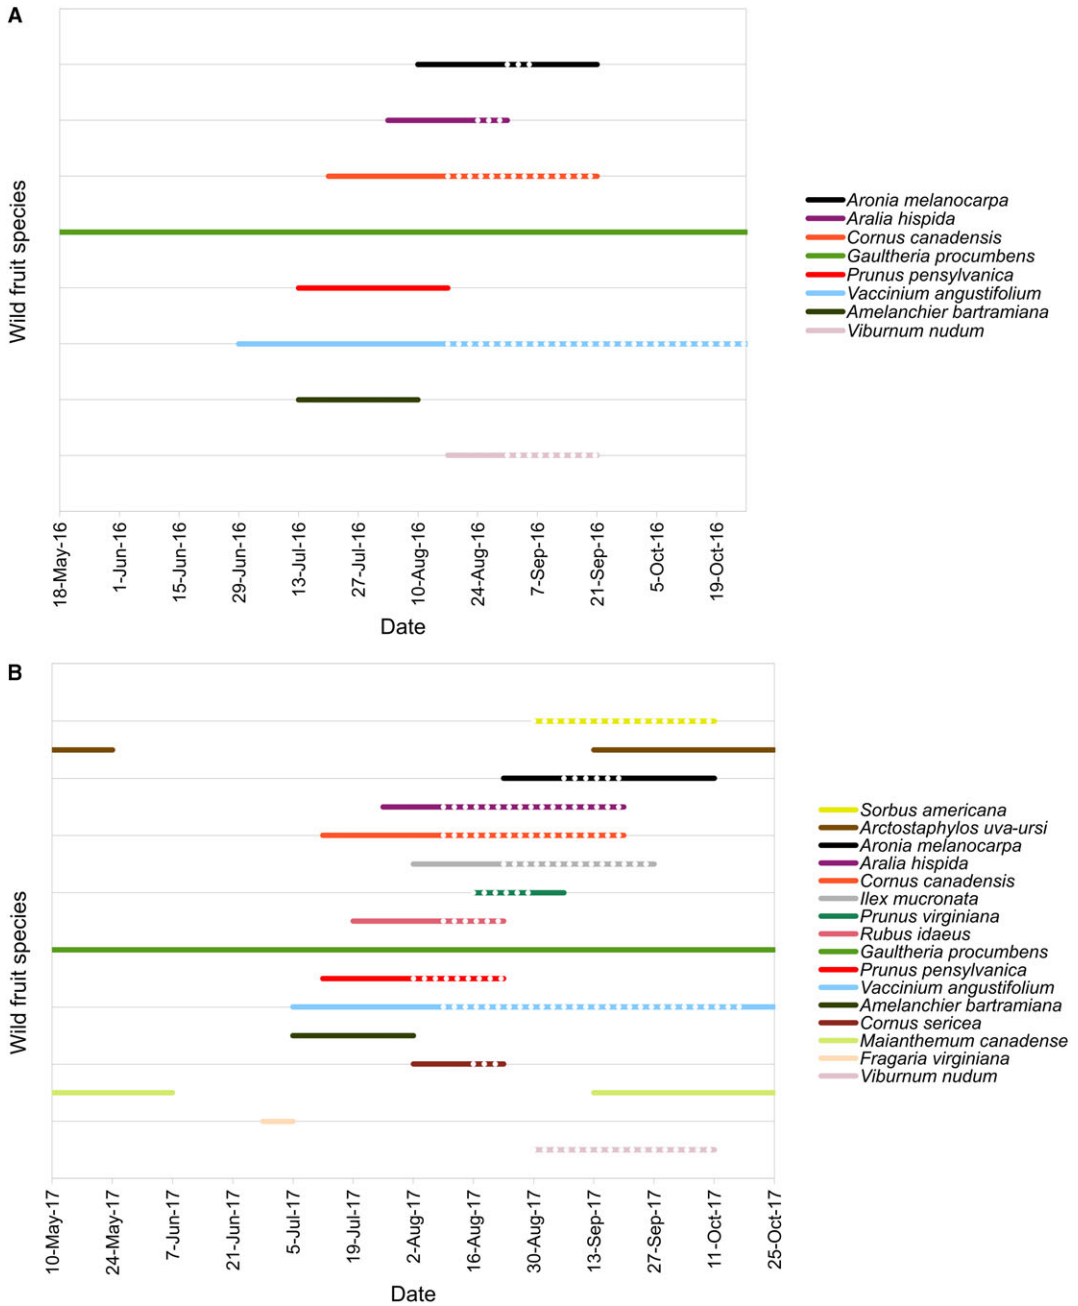 A
Wild fruit species
Aronia melanocarpa
Aralia hispida
Cornus canadensis
Gaultheria procumbens
Prunus pensylvanica
Vaccinium angustifolium
Amelanchier bartramiana
Viburnum nudum
18-May-16
1-Jun-16
15-Jun-16
29-Jun-16
13-Jul-16
27-Jul-16
10-Aug-16
24-Aug-16
7-Sep-16
21-Sep-16
5-Oct-16
19-Oct-16
Date
B
Wild fruit species
Sorbus americana
Arctostaphylos uva-ursi
Aronia melanocarpa
Aralia hispida
Cornus canadensis
Ilex mucronata
Prunus virginiana
Rubus idaeus
Gaultheria procumbens
Prunus pensylvanica
Vaccinium angustifolium
Amelanchier bartramiana
Cornus sericea
Maianthemum canadense
Fragaria virginiana
Viburnum nudum
10-May-17
24-May-17
7-Jun-17
21-Jun-17
5-Jul-17
19-Jul-17
2-Aug-17
16-Aug-17
30-Aug-17
13-Sep-17
27-Sep-17
11-Oct-17
25-Oct-17
Date